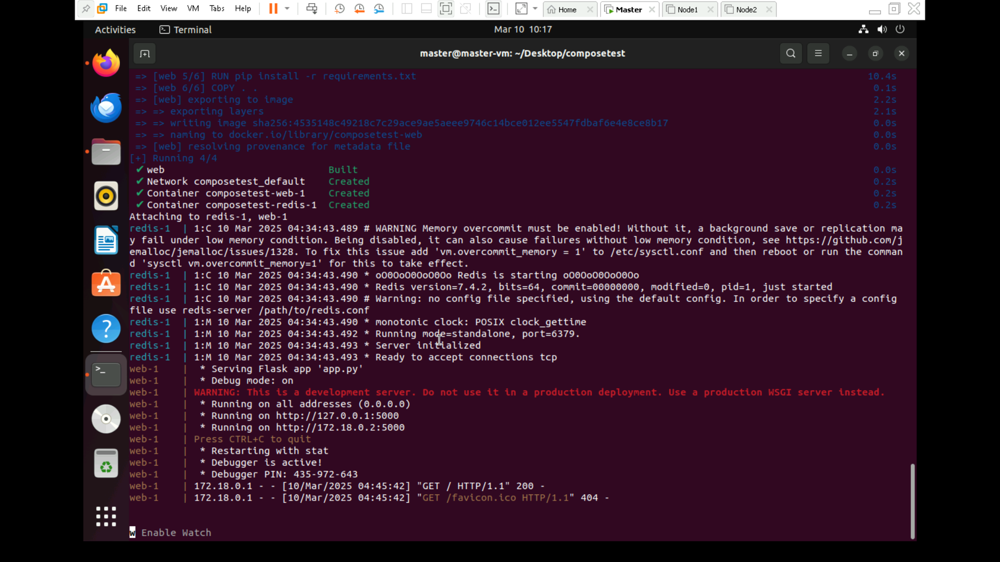 File Edit View VM Tabs Help Home Master Node1 Node2
Activities Terminal Mar 10 10:17
master@master-vm: ~/Desktop/composetest
=> [web 5/6] RUN pip install -r requirements.txt 10.4s
=> [web 6/6] COPY . . 0.1s
=> [web] exporting to image 2.2s
=> => exporting layers 2.1s
=> => writing image sha256:4535148c49218c7c29ace9ae5aeee9746c14bce012ee5547fdbaf6e4e8ce8b17 0.0s
=> => naming to docker.io/library/composetest-web 0.0s
=> [web] resolving provenance for metadata file 0.0s
[+] Running 4/4
✔ web Built 0.0s
✔ Network composetest_default Created 0.2s
✔ Container composetest-web-1 Created 0.2s
✔ Container composetest-redis-1 Created 0.2s
Attaching to redis-1, web-1
redis-1 | 1:C 10 Mar 2025 04:34:43.489 # WARNING Memory overcommit must be enabled! Without it, a background save or replication ma
y fail under low memory condition. Being disabled, it can also cause failures without low memory condition, see https://github.com/j
emalloc/jemalloc/issues/1328. To fix this issue add 'vm.overcommit_memory = 1' to /etc/sysctl.conf and then reboot or run the comman
d 'sysctl vm.overcommit_memory=1' for this to take effect.
redis-1 | 1:C 10 Mar 2025 04:34:43.490 * oO0OoO0OoO0Oo Redis is starting oO0OoO0OoO0Oo
redis-1 | 1:C 10 Mar 2025 04:34:43.490 * Redis version=7.4.2, bits=64, commit=00000000, modified=0, pid=1, just started
redis-1 | 1:C 10 Mar 2025 04:34:43.490 # Warning: no config file specified, using the default config. In order to specify a config
file use redis-server /path/to/redis.conf
redis-1 | 1:M 10 Mar 2025 04:34:43.490 * monotonic clock: POSIX clock_gettime
redis-1 | 1:M 10 Mar 2025 04:34:43.492 * Running mode=standalone, port=6379.
redis-1 | 1:M 10 Mar 2025 04:34:43.493 * Server initialized
redis-1 | 1:M 10 Mar 2025 04:34:43.493 * Ready to accept connections tcp
web-1 | * Serving Flask app 'app.py'
web-1 | * Debug mode: on
web-1 | WARNING: This is a development server. Do not use it in a production deployment. Use a production WSGI server instead.
web-1 | * Running on all addresses (0.0.0.0)
web-1 | * Running on http://127.0.0.1:5000
web-1 | * Running on http://172.18.0.2:5000
web-1 | Press CTRL+C to quit
web-1 | * Restarting with stat
web-1 | * Debugger is active!
web-1 | * Debugger PIN: 435-972-643
web-1 | 172.18.0.1 - - [10/Mar/2025 04:45:42] "GET / HTTP/1.1" 200 -
web-1 | 172.18.0.1 - - [10/Mar/2025 04:45:42] "GET /favicon.ico HTTP/1.1" 404 -
w Enable Watch